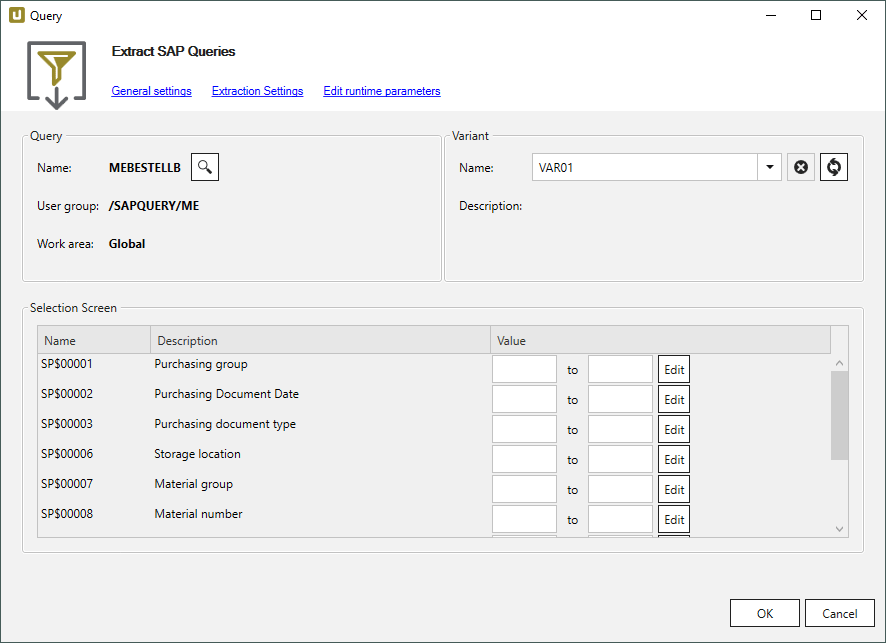 Query
Extract SAP Queries
General settings Extraction Settings Edit runtime parameters
Query
Name: MEBESTELLB
User group: /SAPQUERY/ME
Work area: Global
Variant
Name: VAR01
Description:
Selection Screen
Name Description Value
SP$00001 Purchasing group to Edit
SP$00002 Purchasing Document Date to Edit
SP$00003 Purchasing document type to Edit
SP$00006 Storage location to Edit
SP$00007 Material group to Edit
SP$00008 Material number to Edit
OK Cancel